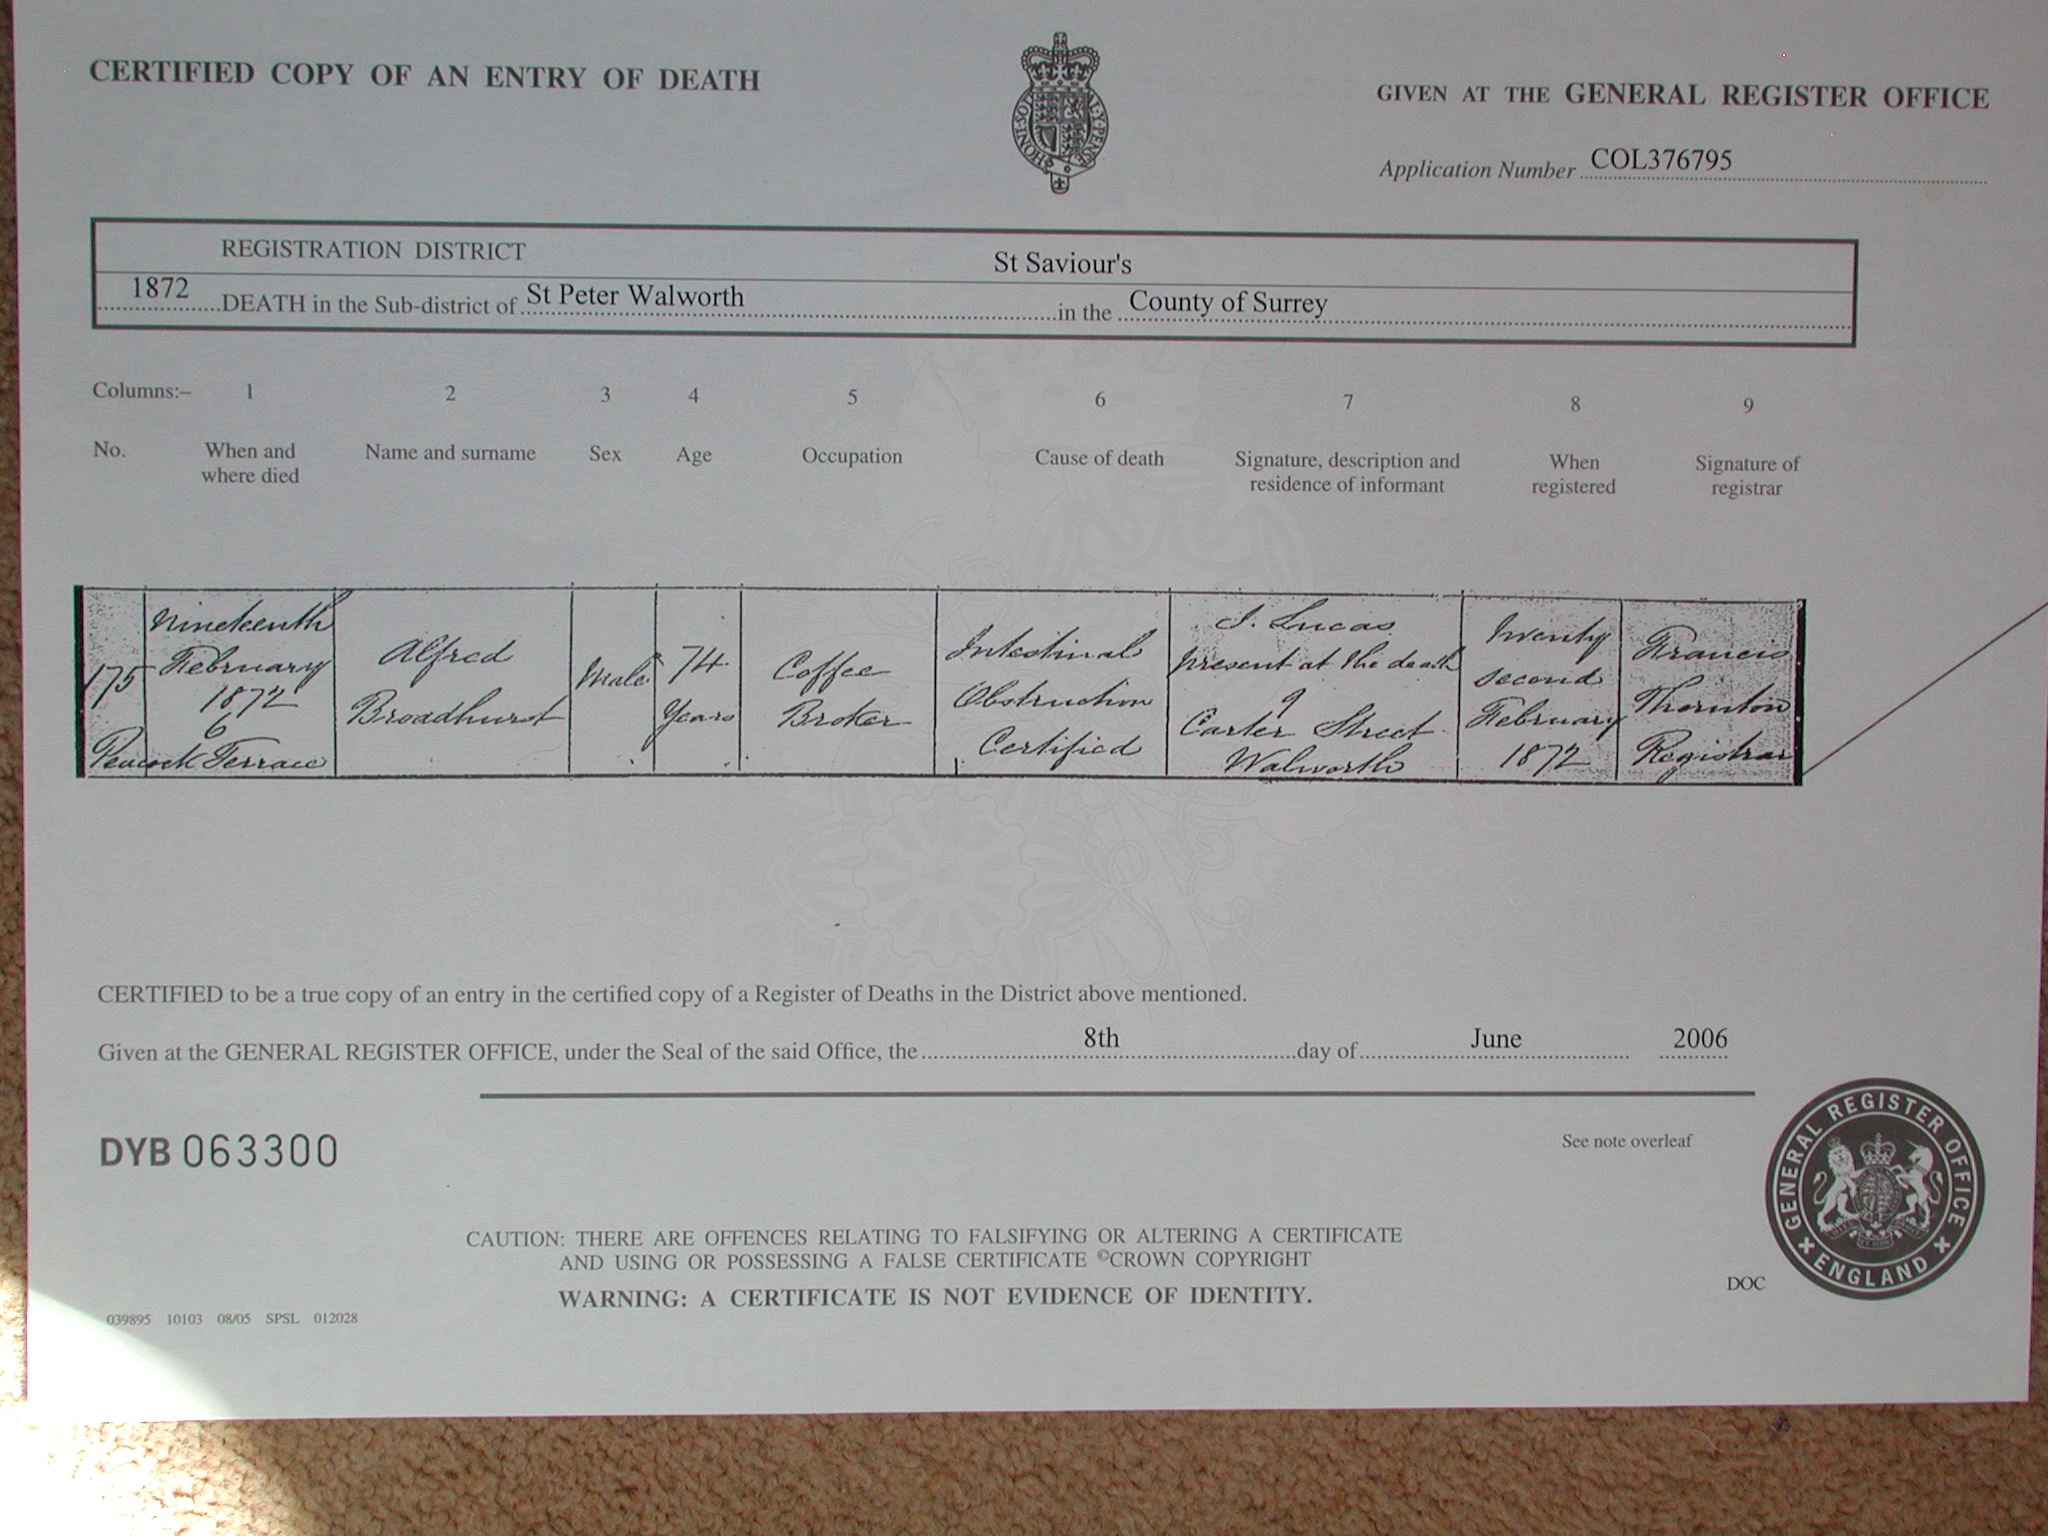 CERTIFIED COPY OF AN ENTRY OF DEATH
GIVEN AT THE GENERAL REGISTER OFFICE
Application Number COL376795
REGISTRATION DISTRICT St Saviour's
1872 DEATH in the Sub-district of St Peter Walworth in the County of Surrey
Columns:- 1 2 3 4 5 6 7 8 9
No.
When and
where died
Name and surname
Sex
Age
Occupation
Cause of death
Signature, description and
residence of informant
When
registered
Signature of
registrar
175
Nineteenth
February
1872
6
Peacock Terrace
Alfred
Broadhurst
Male
74
Years
Coffee
Broker
Intestinal
Obstruction
Certified
Lucas
present at the death
9
Carter Street
Walworth
Twenty
second
February
1872
Francis
Thornton
Registrar
CERTIFIED to be a true copy of an entry in the certified copy of a Register of Deaths in the District above mentioned.
Given at the GENERAL REGISTER OFFICE, under the Seal of the said Office, the 8th day of June 2006
DYB 063300
See note overleaf
CAUTION: THERE ARE OFFENCES RELATING TO FALSIFYING OR ALTERING A CERTIFICATE
AND USING OR POSSESSING A FALSE CERTIFICATE ©CROWN COPYRIGHT
WARNING: A CERTIFICATE IS NOT EVIDENCE OF IDENTITY.
039895 10103 08/05 SPSL 012028
DOC
GENERAL REGISTER OFFICE
ENGLAND